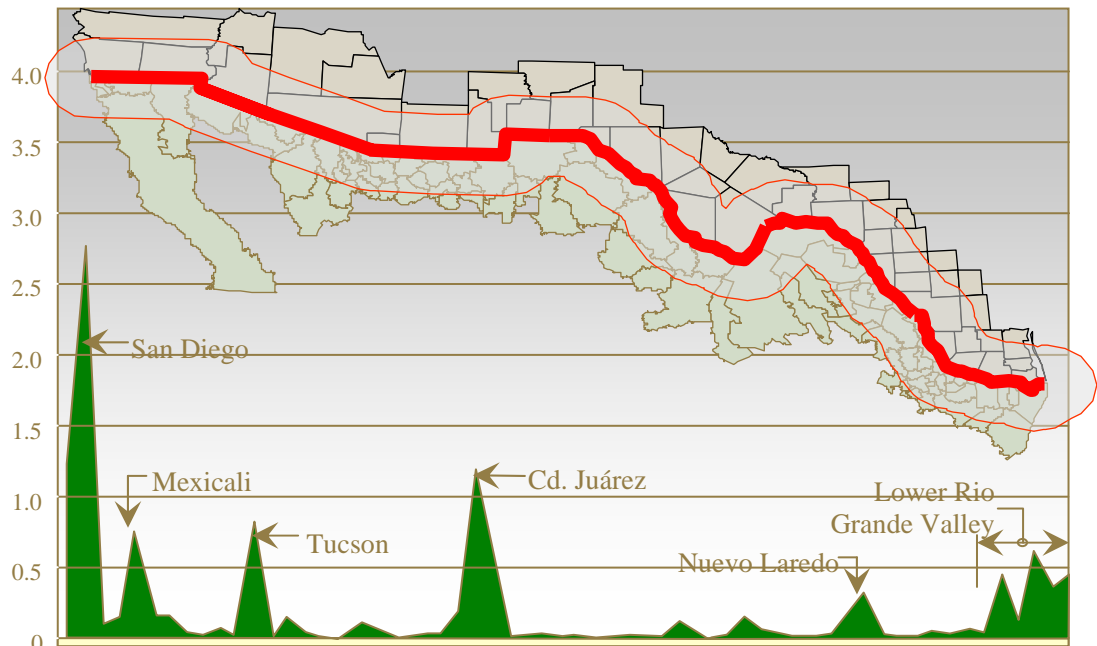 4.0
3.5
3.0
2.5
2.0
San Diego
1.5
1.0
Mexicali
Cd. Juárez
Lower Rio
Grande Valley
Tucson
0.5
Nuevo Laredo
0